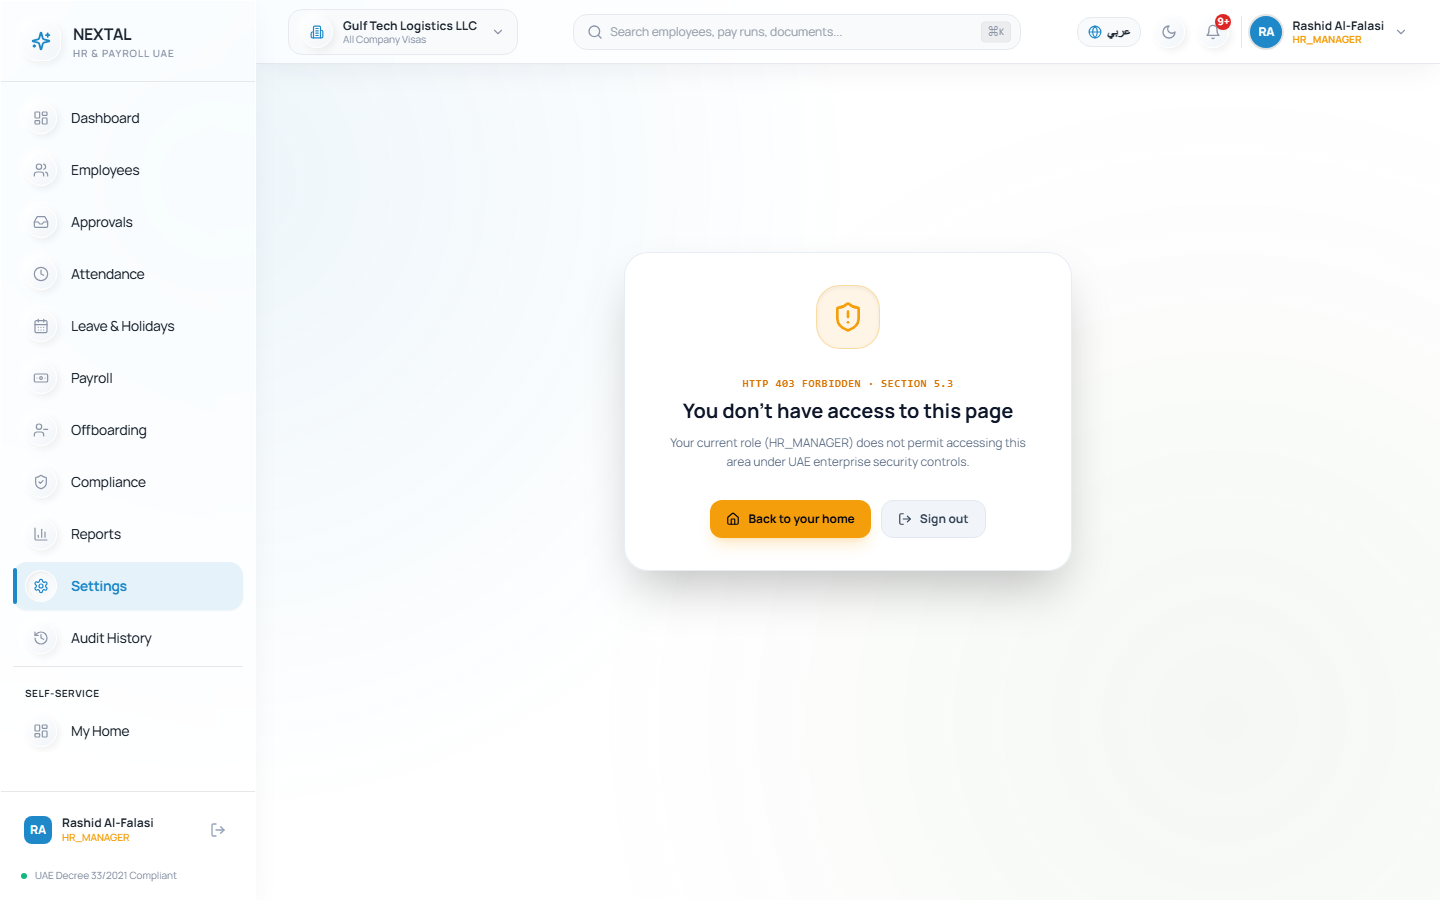 NEXTAL
HR & PAYROLL UAE
Dashboard
Employees
Approvals
Attendance
Leave & Holidays
Payroll
Offboarding
Compliance
Reports
Settings
Audit History
SELF-SERVICE
My Home
RA
Rashid Al-Falasi
HR_MANAGER
UAE Decree 33/2021 Compliant
Gulf Tech Logistics LLC
All Company Visas
Search employees, pay runs, documents...
⌘K
عربي
9+
RA
Rashid Al-Falasi
HR_MANAGER
HTTP 403 FORBIDDEN · SECTION 5.3
You don't have access to this page
Your current role (HR_MANAGER) does not permit accessing this
area under UAE enterprise security controls.
Back to your home
Sign out